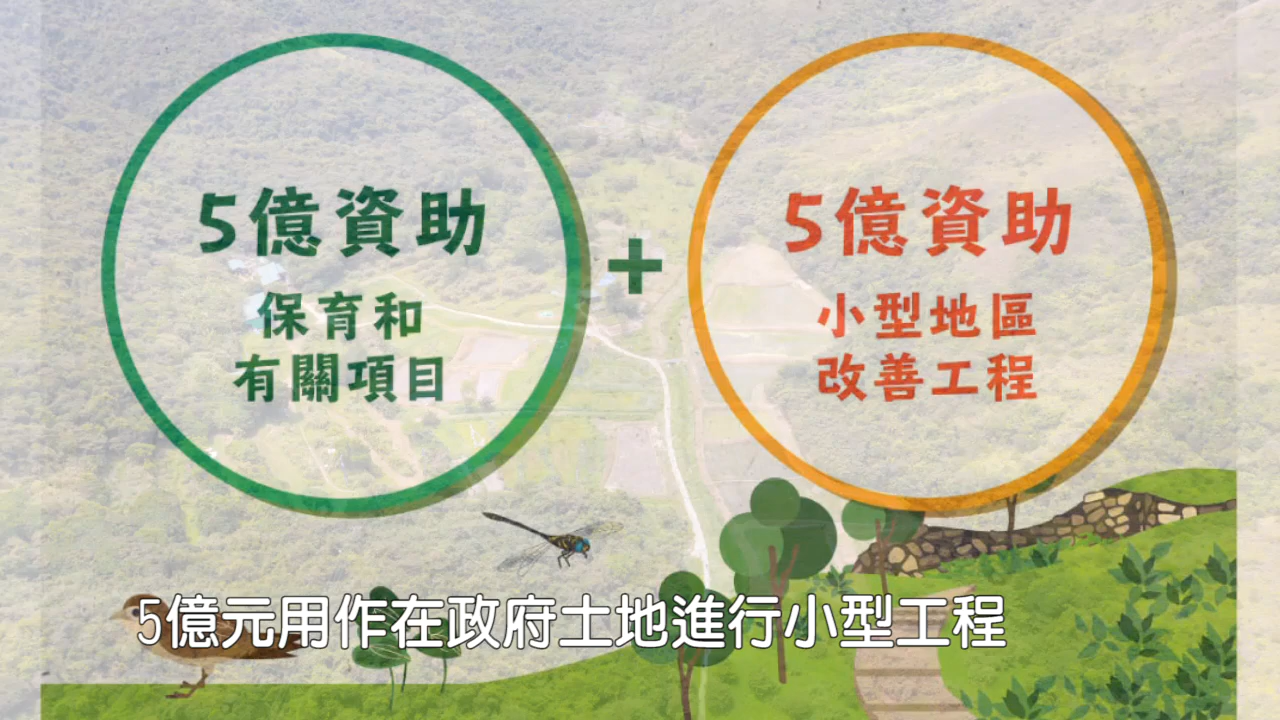 5億資助
保育和
有關項目
+
5億資助
小型地區
改善工程
5億元用作在政府土地進行小型工程